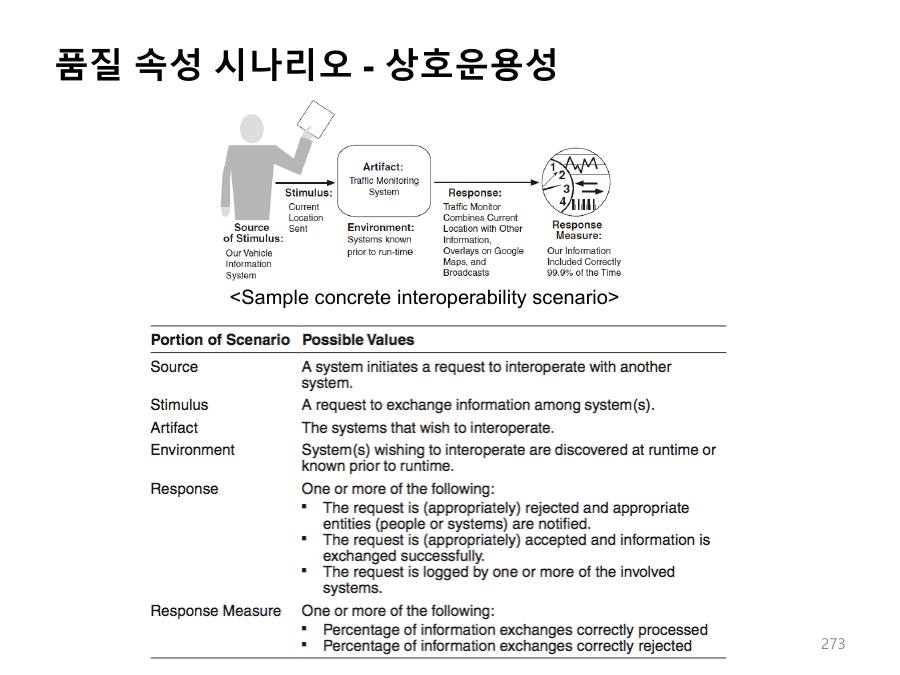 품질 속성 시나리오 - 상호운용성
Source
of Stimulus:
Our Vehicle
Information
System
Stimulus:
Current
Location
Sent
Artifact:
Traffic Monitoring
System
Environment:
Systems known
prior to run-time
Response:
Traffic Monitor
Combines Current
Location with Other
Information,
Overlays on Google
Maps, and
Broadcasts
1
2
3
4
Response
Measure:
Our Information
Included Correctly
99.9% of the Time
<Sample concrete interoperability scenario>
Portion of Scenario Possible Values
Source A system initiates a request to interoperate with another
system.
Stimulus A request to exchange information among system(s).
Artifact The systems that wish to interoperate.
Environment System(s) wishing to interoperate are discovered at runtime or
known prior to runtime.
Response One or more of the following:
▪ The request is (appropriately) rejected and appropriate
entities (people or systems) are notified.
▪ The request is (appropriately) accepted and information is
exchanged successfully.
▪ The request is logged by one or more of the involved
systems.
Response Measure One or more of the following:
▪ Percentage of information exchanges correctly processed
▪ Percentage of information exchanges correctly rejected
273